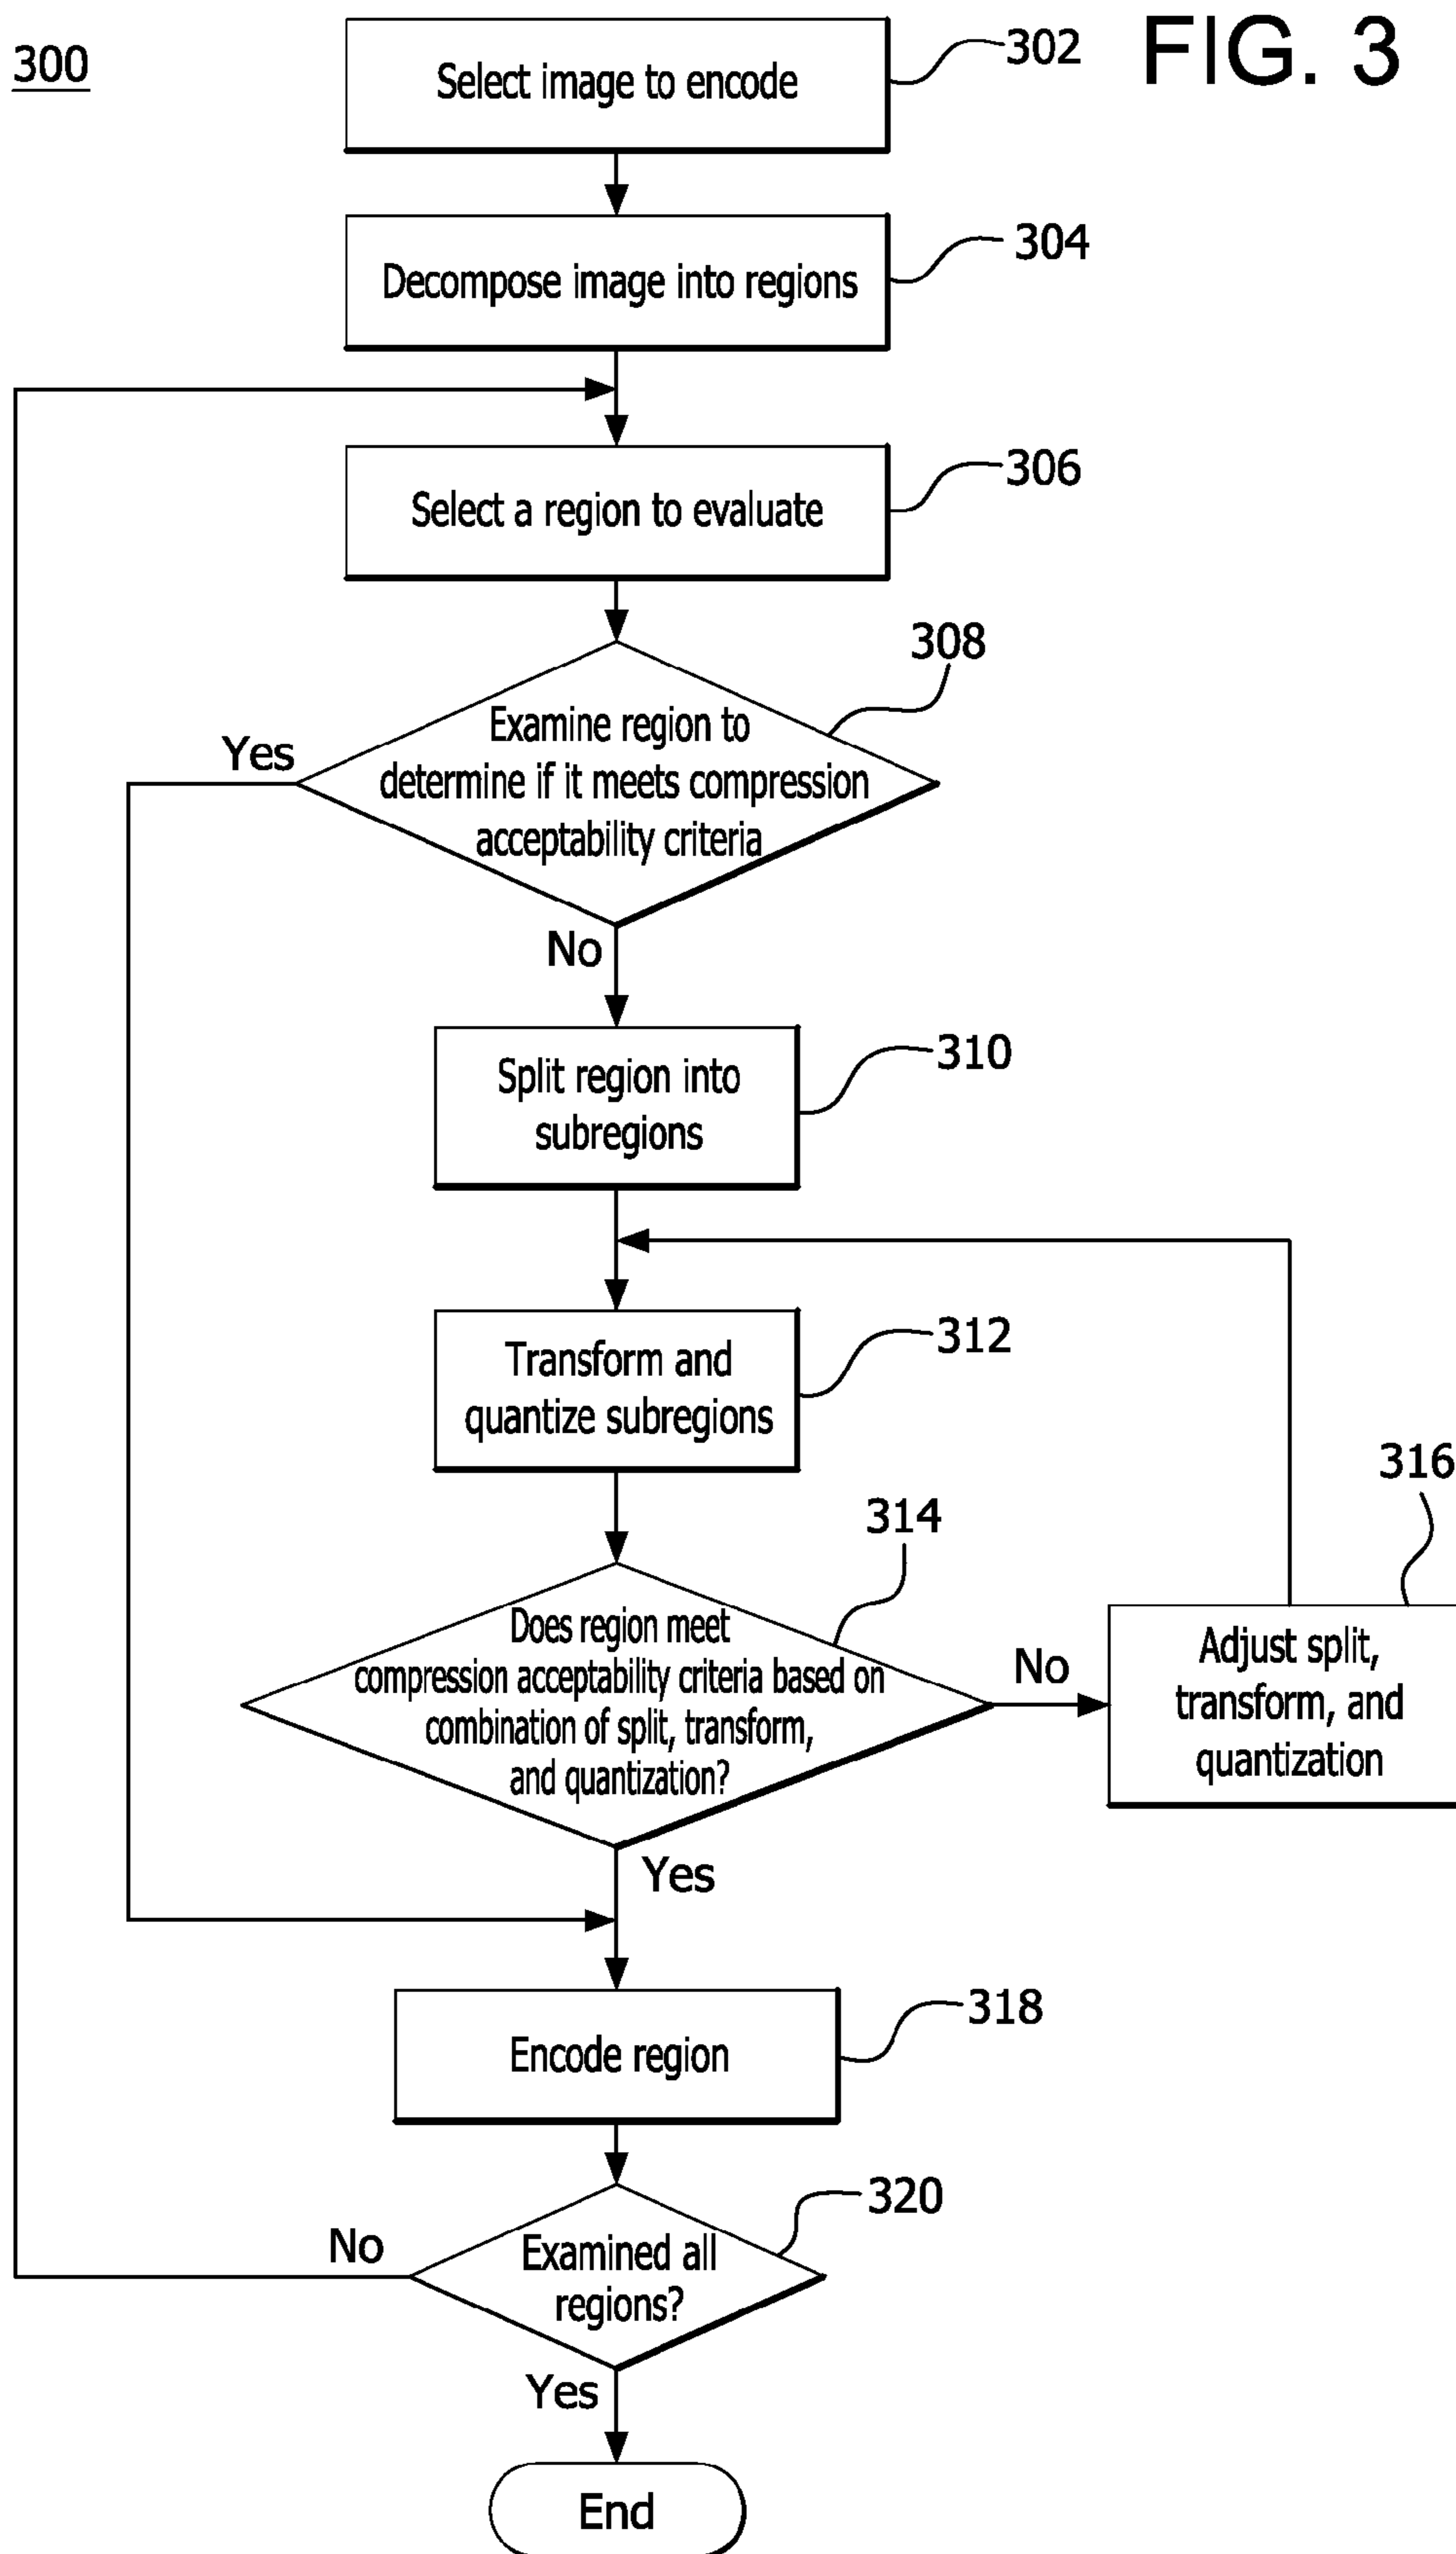 FIG. 3
300
302
Select image to encode
304
Decompose image into regions
306
Select a region to evaluate
308
Examine region to
determine if it meets compression
acceptability criteria
Yes
No
310
Split region into
subregions
312
Transform and
quantize subregions
314
Does region meet
compression acceptability criteria based on
combination of split, transform,
and quantization?
No
316
Adjust split,
transform, and
quantization
Yes
318
Encode region
320
Examined all
regions?
No
Yes
End